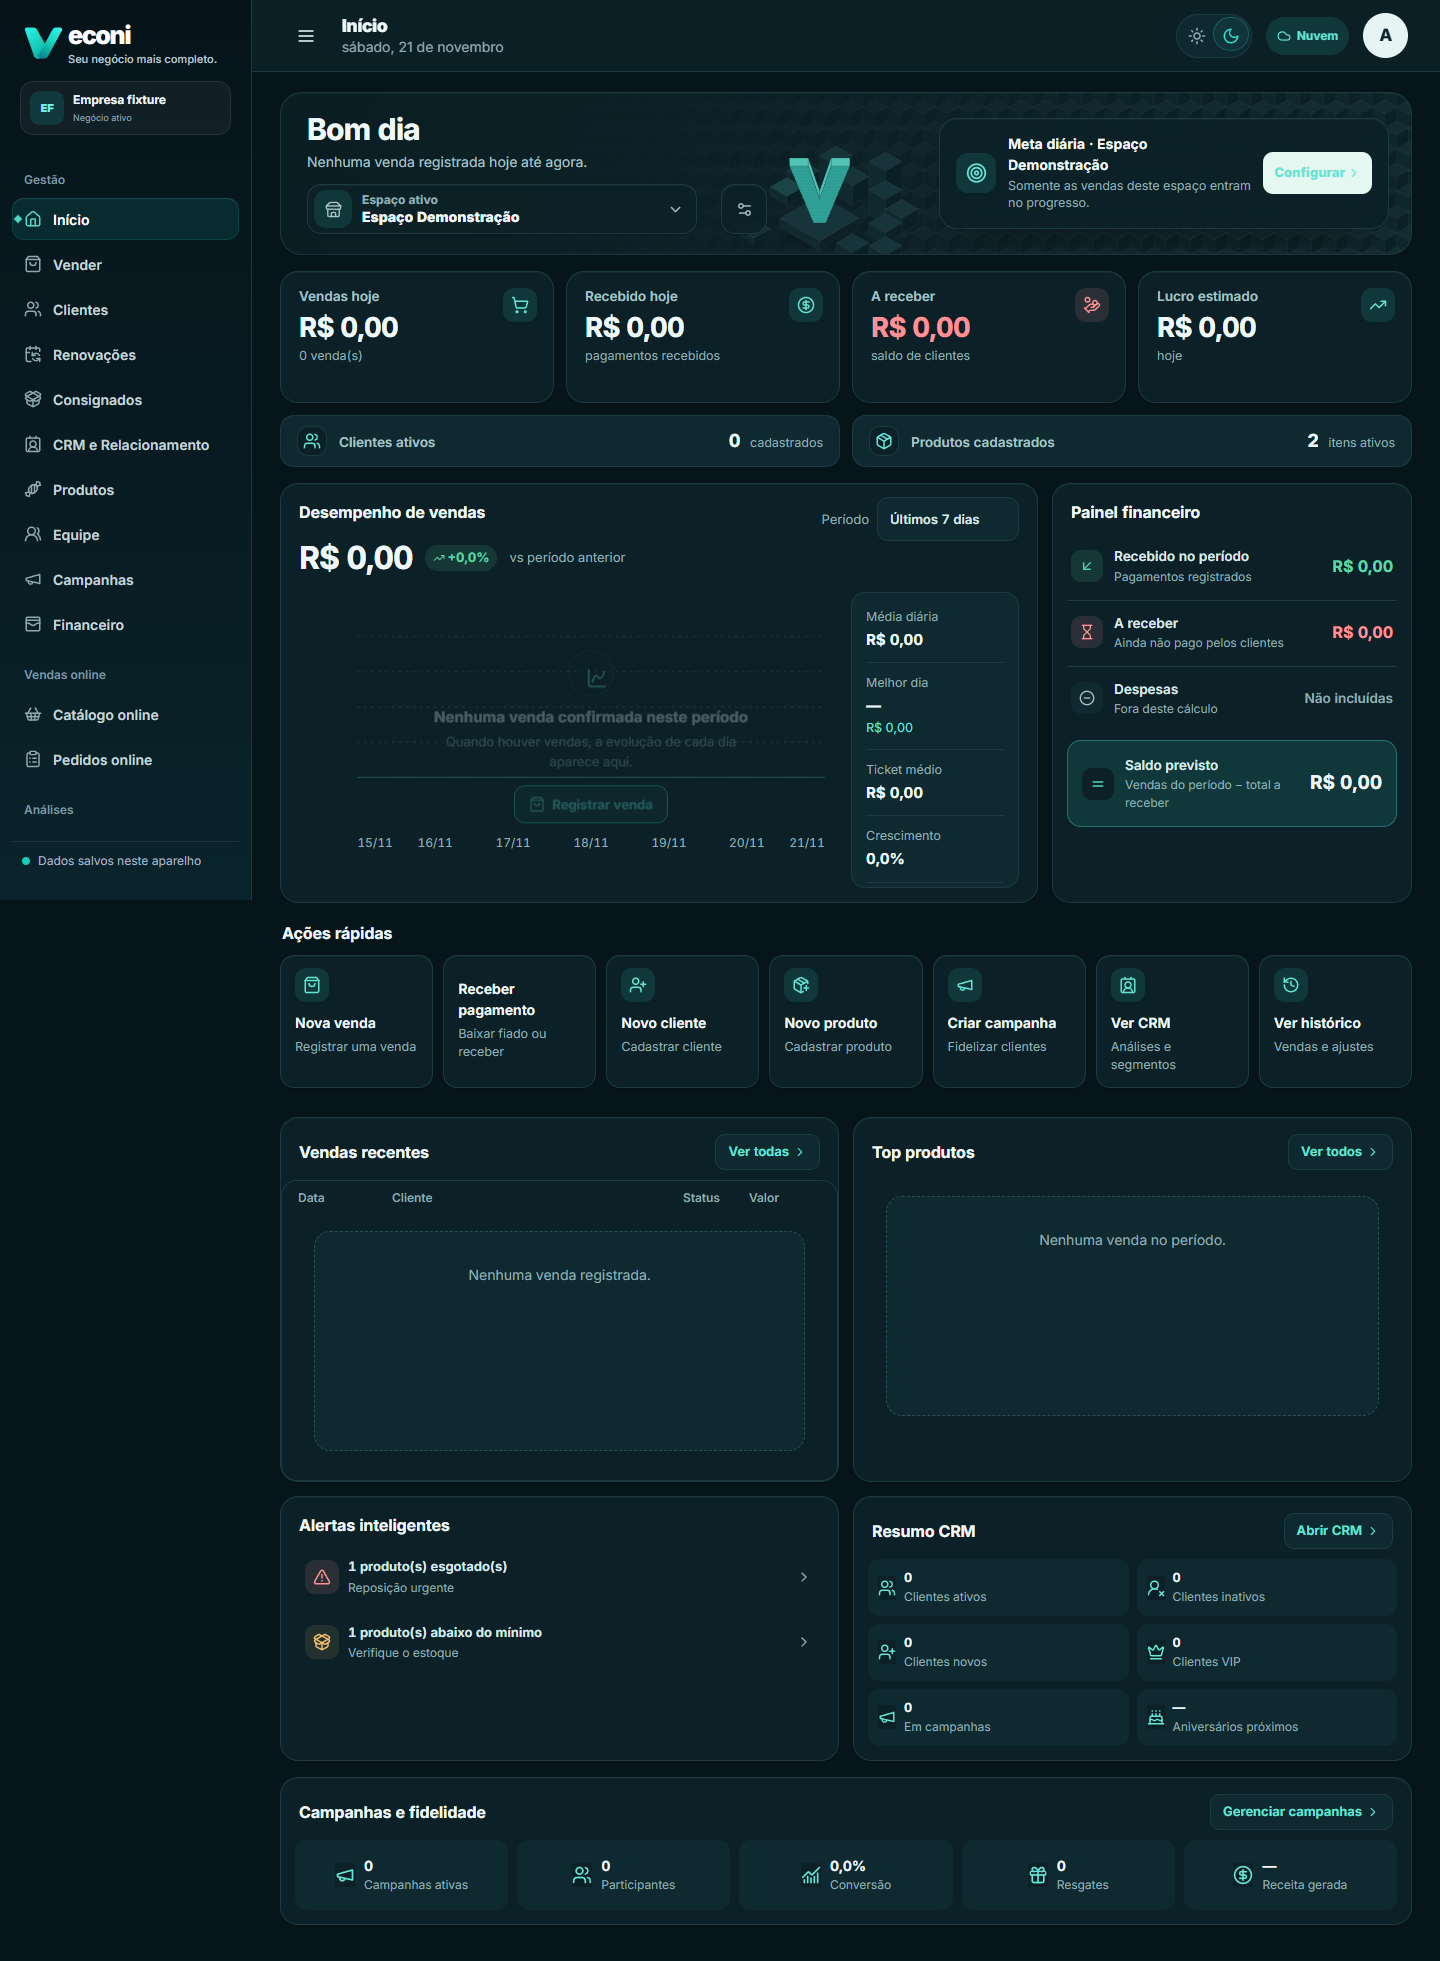 Veconi
Seu negócio mais completo.
EF
Empresa fixture
Negócio ativo
Gestão
Início
Vender
Clientes
Renovações
Consignados
CRM e Relacionamento
Produtos
Equipe
Campanhas
Financeiro
Vendas online
Catálogo online
Pedidos online
Análises
Dados salvos neste aparelho
Início
sábado, 21 de novembro
Nuvem
A
Bom dia
Nenhuma venda registrada hoje até agora.
Espaço ativo
Espaço Demonstração
V
Meta diária · Espaço
Demonstração
Somente as vendas deste espaço entram
no progresso.
Configurar
Vendas hoje
R$ 0,00
0 venda(s)
Recebido hoje
R$ 0,00
pagamentos recebidos
A receber
R$ 0,00
saldo de clientes
Lucro estimado
R$ 0,00
hoje
Clientes ativos
0 cadastrados
Produtos cadastrados
2 itens ativos
Desempenho de vendas
Período
Últimos 7 dias
R$ 0,00
+0,0%
vs período anterior
Nenhuma venda confirmada neste período
Quando houver vendas, a evolução de cada dia
aparece aqui.
Registrar venda
15/11 16/11 17/11 18/11 19/11 20/11 21/11
Média diária
R$ 0,00
Melhor dia
—
R$ 0,00
Ticket médio
R$ 0,00
Crescimento
0,0%
Painel financeiro
Recebido no período
Pagamentos registrados
R$ 0,00
A receber
Ainda não pago pelos clientes
R$ 0,00
Despesas
Fora deste cálculo
Não incluídas
Saldo previsto
Vendas do período – total a
receber
R$ 0,00
Ações rápidas
Nova venda
Registrar uma venda
Receber
pagamento
Baixar fiado ou
receber
Novo cliente
Cadastrar cliente
Novo produto
Cadastrar produto
Criar campanha
Fidelizar clientes
Ver CRM
Análises e
segmentos
Ver histórico
Vendas e ajustes
Vendas recentes
Ver todas
Data Cliente Status Valor
Nenhuma venda registrada.
Top produtos
Ver todos
Nenhuma venda no período.
Alertas inteligentes
1 produto(s) esgotado(s)
Reposição urgente
1 produto(s) abaixo do mínimo
Verifique o estoque
Resumo CRM
Abrir CRM
0
Clientes ativos
0
Clientes inativos
0
Clientes novos
0
Clientes VIP
0
Em campanhas
—
Aniversários próximos
Campanhas e fidelidade
Gerenciar campanhas
0
Campanhas ativas
0
Participantes
0,0%
Conversão
0
Resgates
—
Receita gerada